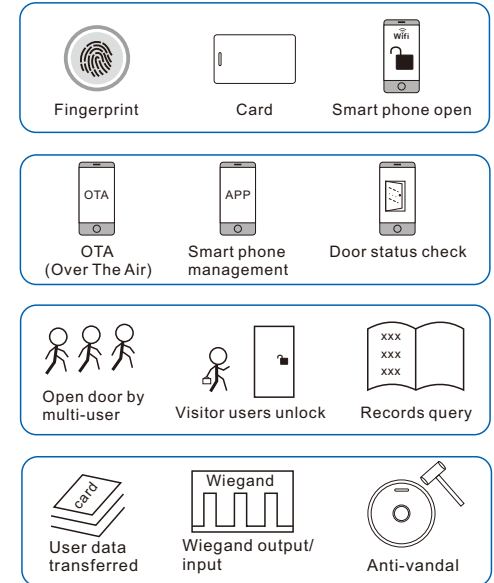 Wifi
Fingerprint
Card
Smart phone open
OTA
APP
OTA
(Over The Air)
Smart phone
management
Door status check
xxx
xxx
xxx
Open door by
multi-user
Visitor users unlock
Records query
card
Wiegand
User data
transferred
Wiegand output/
input
Anti-vandal